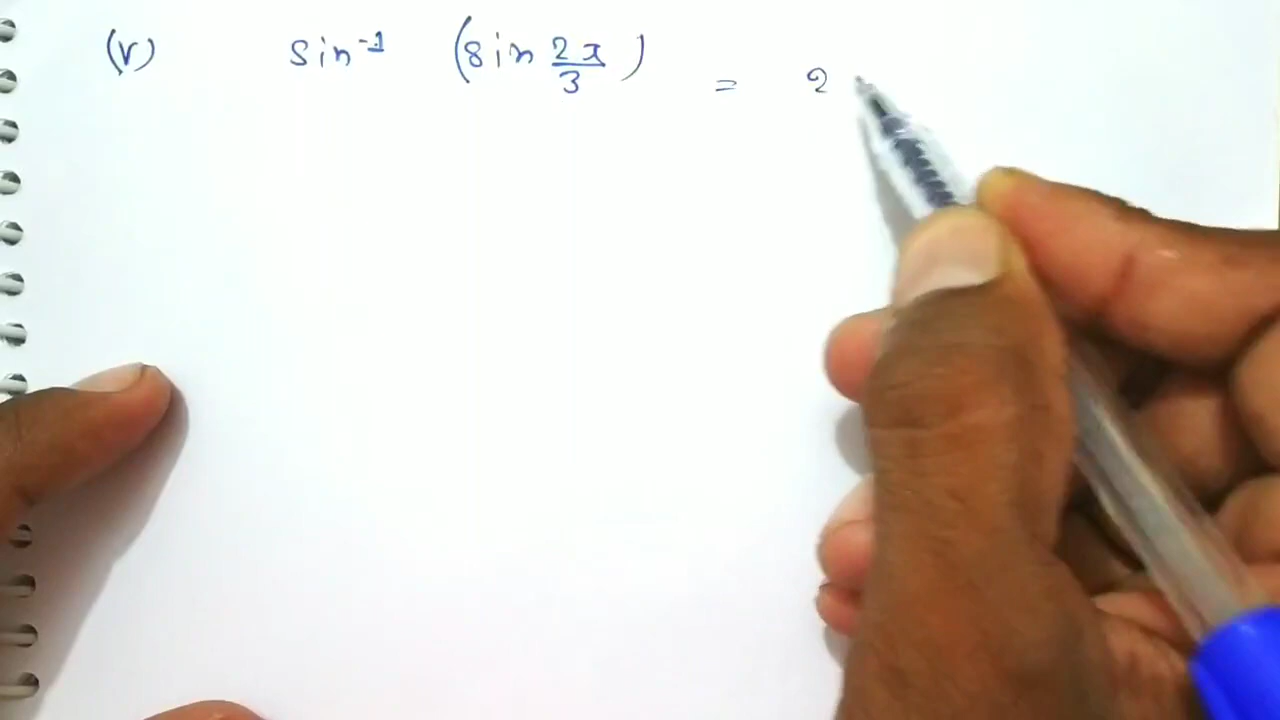 (v) sin⁻¹ (sin 2π/3) = 2